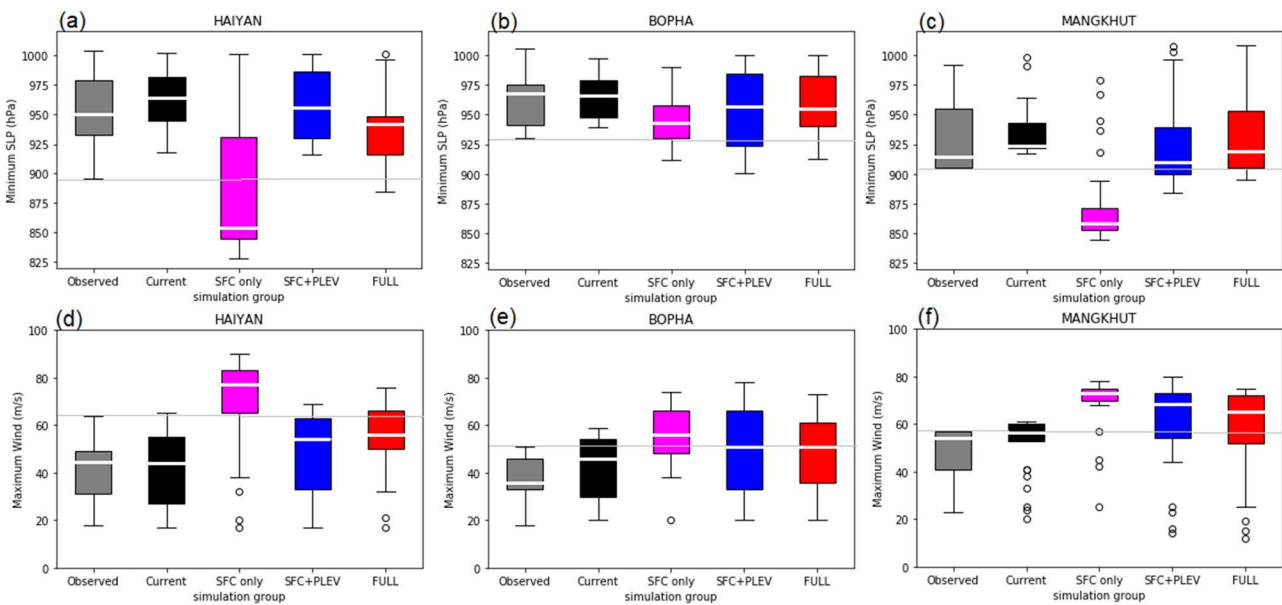 (a) HAIYAN
Minimum SLP (hPa)
1000
975
950
925
900
875
850
825
Observed Current SFC only SFC+PLEV FULL
simulation group
(b) BOPHA
Minimum SLP (hPa)
1000
975
950
925
900
875
850
825
Observed Current SFC only SFC+PLEV FULL
simulation group
(c) MANGKHUT
Minimum SLP (hPa)
1000
975
950
925
900
875
850
825
Observed Current SFC only SFC+PLEV FULL
simulation group
(d) HAIYAN
Maximum Wind (m/s)
100
80
60
40
20
0
Observed Current SFC only SFC+PLEV FULL
simulation group
(e) BOPHA
Maximum Wind (m/s)
100
80
60
40
20
0
Observed Current SFC only SFC+PLEV FULL
simulation group
(f) MANGKHUT
Maximum Wind (m/s)
100
80
60
40
20
0
Observed Current SFC only SFC+PLEV FULL
simulation group